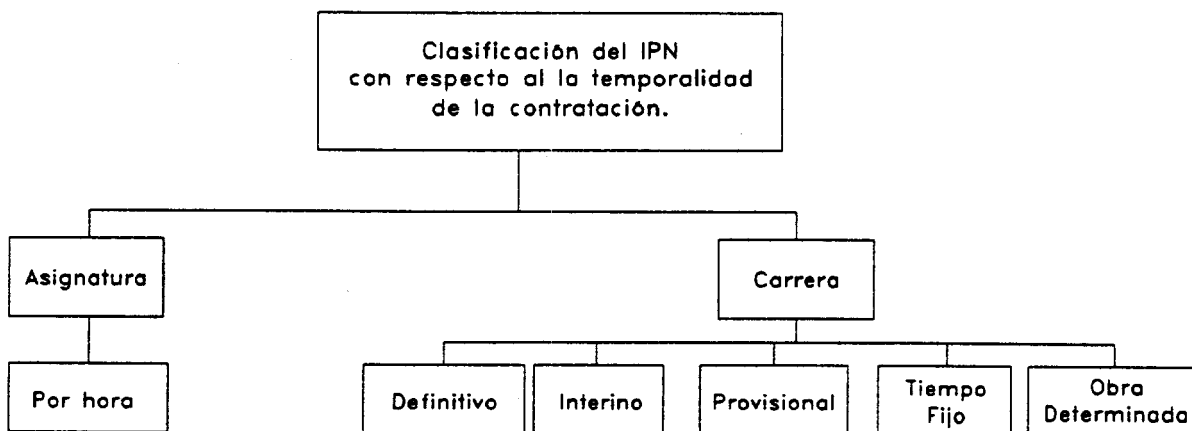 Clasificación del IPN
con respecto al la temporalidad
de la contratación.
Asignatura
Carrera
Por hora
Definitivo
Interino
Provisional
Tiempo
Fijo
Obra
Determinada